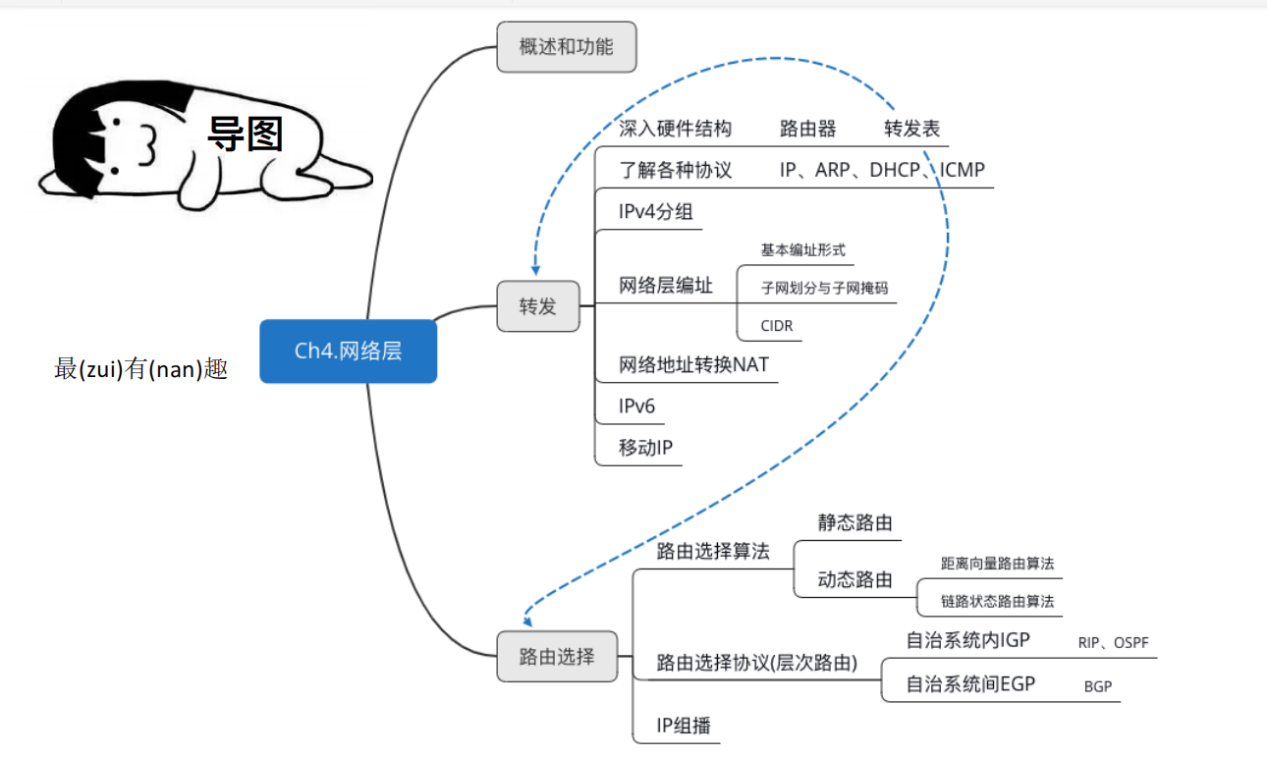 概述和功能
导图
深入硬件结构 路由器 转发表
了解各种协议 IP、ARP、DHCP、ICMP
IPv4分组
基本编址形式
网络层编址
子网划分与子网掩码
CIDR
转发
Ch4.网络层
最(zui)有(nan)趣
网络地址转换NAT
IPv6
移动IP
静态路由
路由选择算法
动态路由
距离向量路由算法
链路状态路由算法
路由选择
自治系统内IGP RIP、OSPF
路由选择协议(层次路由)
自治系统间EGP BGP
IP组播